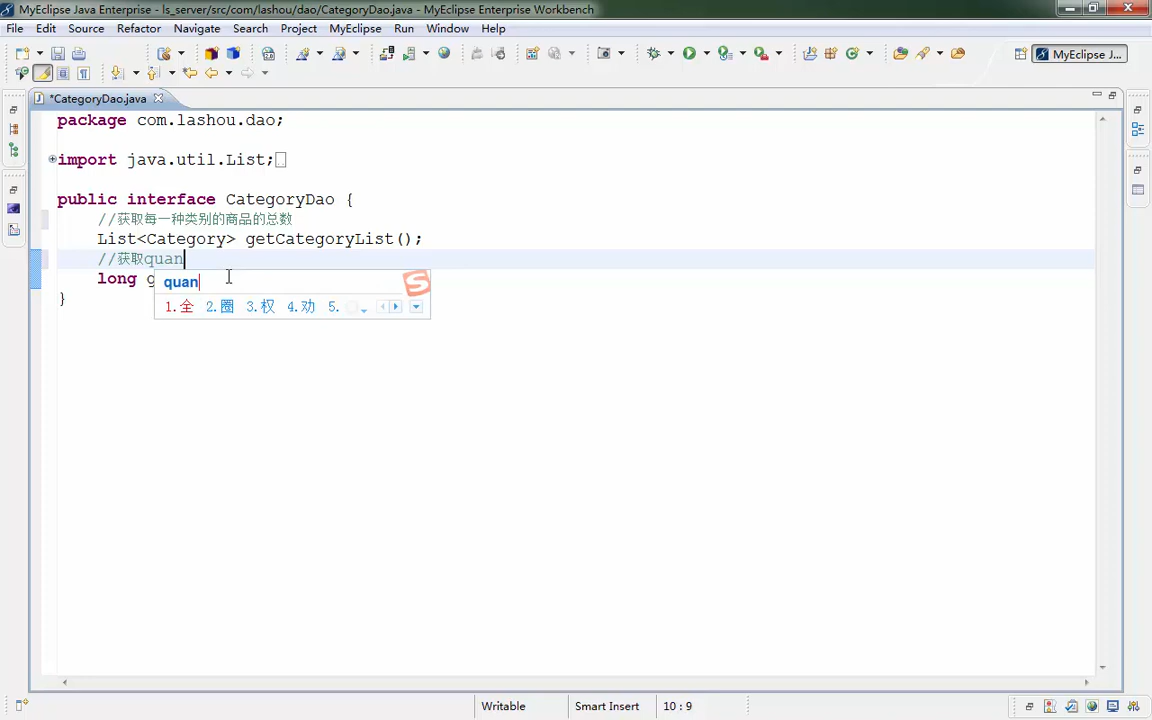 MyEclipse Java Enterprise - ls_server/src/com/lashou/dao/CategoryDao.java - MyEclipse Enterprise Workbench
File Edit Source Refactor Navigate Search Project MyEclipse Run Window Help
MyEclipse J...
*CategoryDao.java
package com.lashou.dao;
import java.util.List;
public interface CategoryDao {
//获取每一种类别的商品的总数
List<Category> getCategoryList();
//获取quan
long g
quan
1.全 2.圈 3.权 4.劝 5.
}
Writable Smart Insert 10 : 9